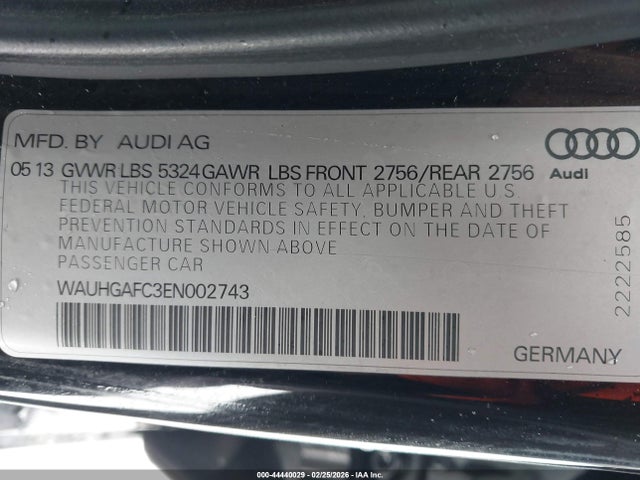 MFD. BY AUDI AG
Audi
05 13 GVWR LBS 5324 GAWR LBS FRONT 2756/REAR 2756
THIS VEHICLE CONFORMS TO ALL APPLICABLE U.S.
FEDERAL MOTOR VEHICLE SAFETY, BUMPER AND THEFT
PREVENTION STANDARDS IN EFFECT ON THE DATE OF
MANUFACTURE SHOWN ABOVE
PASSENGER CAR
WAUHGAFC3EN002743
2222585
GERMANY
000-44440029 - 02/25/2026 - IAA Inc.